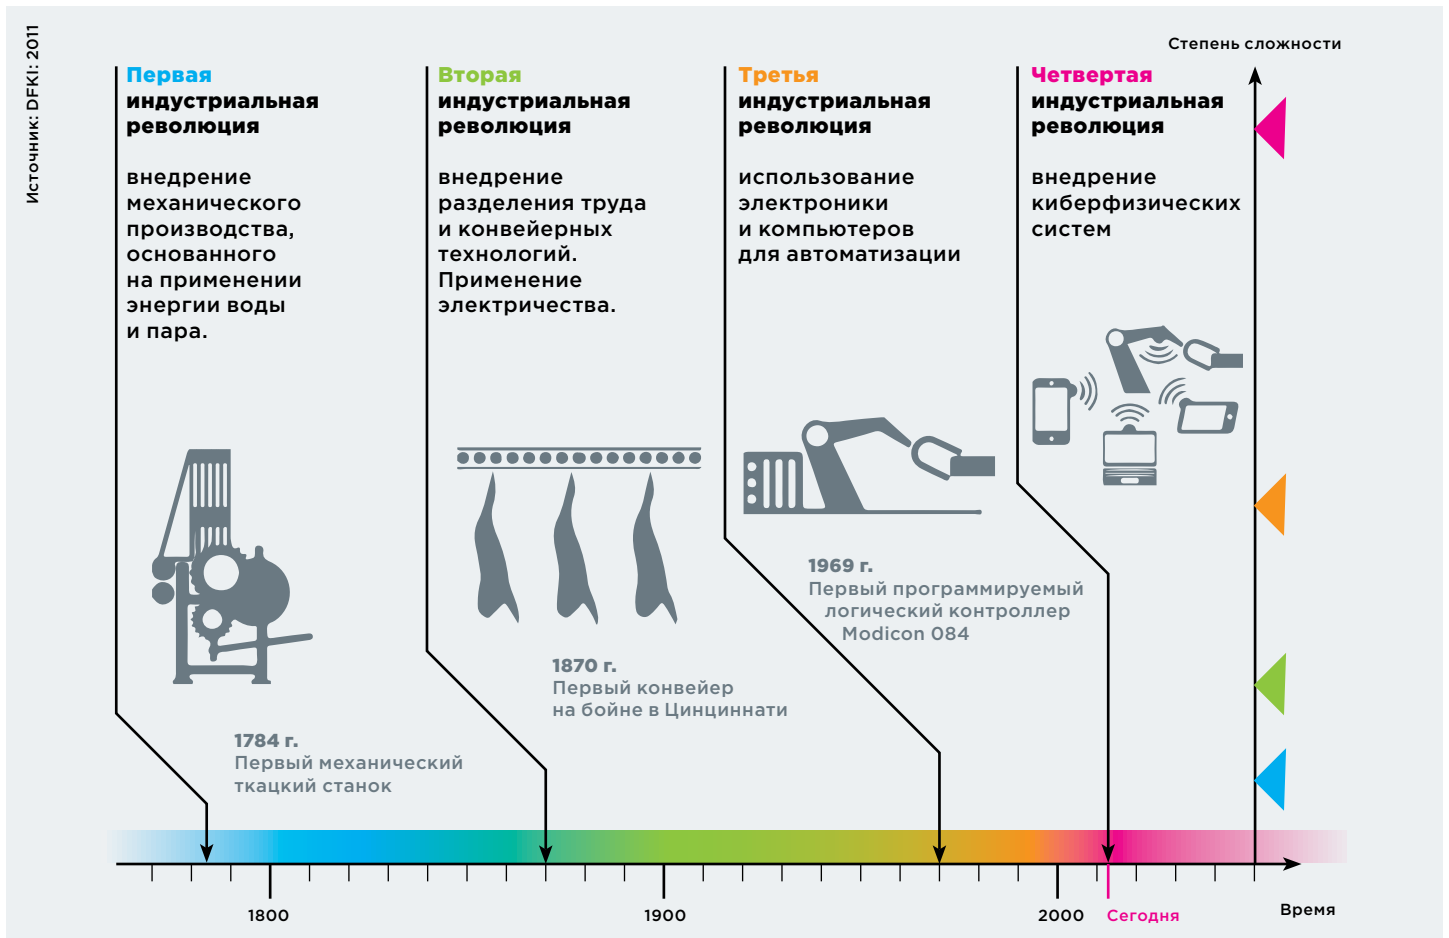 Источник: DFKI: 2011
Степень сложности
Первая
индустриальная
революция
внедрение
механического
производства,
основанного
на применении
энергии воды
и пара.
1784 г.
Первый механический
ткацкий станок
Вторая
индустриальная
революция
внедрение
разделения труда
и конвейерных
технологий.
Применение
электричества.
1870 г.
Первый конвейер
на бойне в Цинциннати
Третья
индустриальная
революция
использование
электроники
и компьютеров
для автоматизации
1969 г.
Первый программируемый
логический контроллер
Modicon 084
Четвертая
индустриальная
революция
внедрение
киберфизических
систем
1800
1900
2000
Сегодня
Время